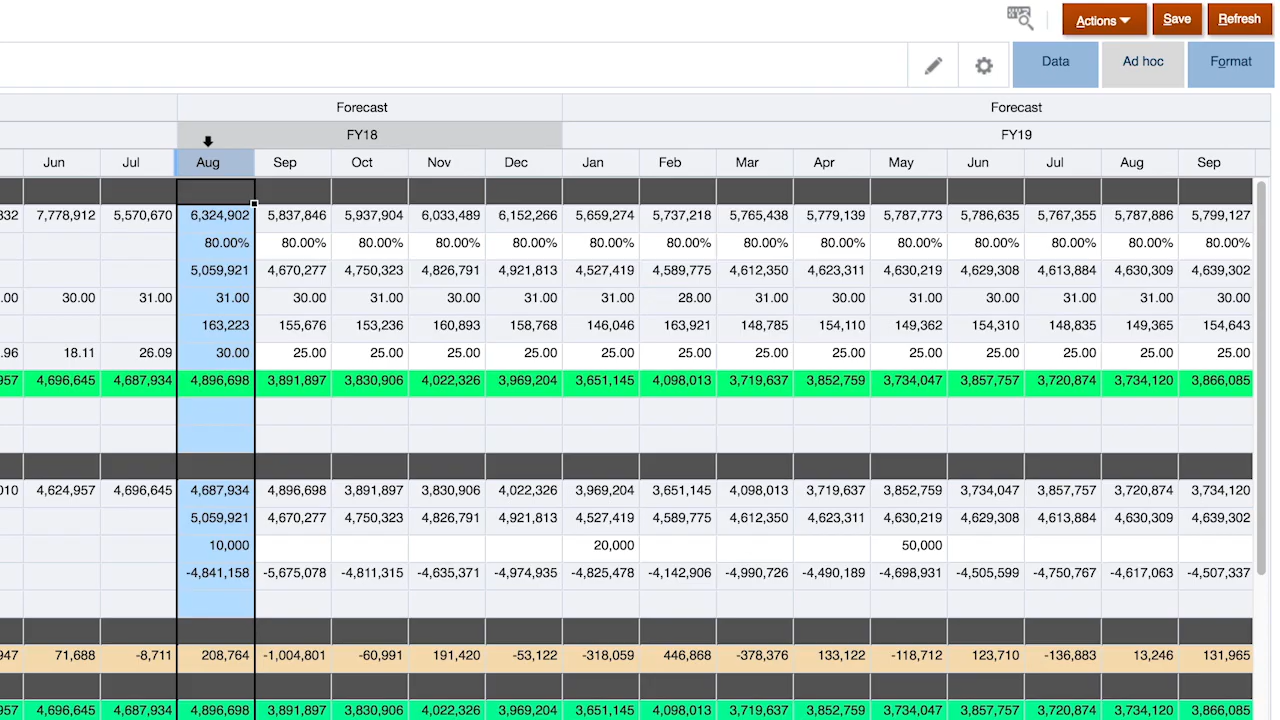 Actions Save Refresh
Data Ad hoc Format
Forecast Forecast
FY18 FY19
Jun Jul Aug Sep Oct Nov Dec Jan Feb Mar Apr May Jun Jul Aug Sep
332 7,778,912 5,570,670 6,324,902 5,837,846 5,937,904 6,033,489 6,152,266 5,659,274 5,737,218 5,765,438 5,779,139 5,787,773 5,786,635 5,767,355 5,787,886 5,799,127
80.00% 80.00% 80.00% 80.00% 80.00% 80.00% 80.00% 80.00% 80.00% 80.00% 80.00% 80.00% 80.00% 80.00%
5,059,921 4,670,277 4,750,323 4,826,791 4,921,813 4,527,419 4,589,775 4,612,350 4,623,311 4,630,219 4,629,308 4,613,884 4,630,309 4,639,302
.00 30.00 31.00 31.00 30.00 31.00 30.00 31.00 31.00 28.00 31.00 30.00 31.00 30.00 31.00 31.00 30.00
163,223 155,676 153,236 160,893 158,768 146,046 163,921 148,785 154,110 149,362 154,310 148,835 149,365 154,643
.96 18.11 26.09 30.00 25.00 25.00 25.00 25.00 25.00 25.00 25.00 25.00 25.00 25.00 25.00 25.00 25.00
957 4,696,645 4,687,934 4,896,698 3,891,897 3,830,906 4,022,326 3,969,204 3,651,145 4,098,013 3,719,637 3,852,759 3,734,047 3,857,757 3,720,874 3,734,120 3,866,085
010 4,624,957 4,696,645 4,687,934 4,896,698 3,891,897 3,830,906 4,022,326 3,969,204 3,651,145 4,098,013 3,719,637 3,852,759 3,734,047 3,857,757 3,720,874 3,734,120
5,059,921 4,670,277 4,750,323 4,826,791 4,921,813 4,527,419 4,589,775 4,612,350 4,623,311 4,630,219 4,629,308 4,613,884 4,630,309 4,639,302
10,000 20,000 50,000
-4,841,158 -5,675,078 -4,811,315 -4,635,371 -4,974,935 -4,825,478 -4,142,906 -4,990,726 -4,490,189 -4,698,931 -4,505,599 -4,750,767 -4,617,063 -4,507,337
947 71,688 -8,711 208,764 -1,004,801 -60,991 191,420 -53,122 -318,059 446,868 -378,376 133,122 -118,712 123,710 -136,883 13,246 131,965
957 4,696,645 4,687,934 4,896,698 3,891,897 3,830,906 4,022,326 3,969,204 3,651,145 4,098,013 3,719,637 3,852,759 3,734,047 3,857,757 3,720,874 3,734,120 3,866,085